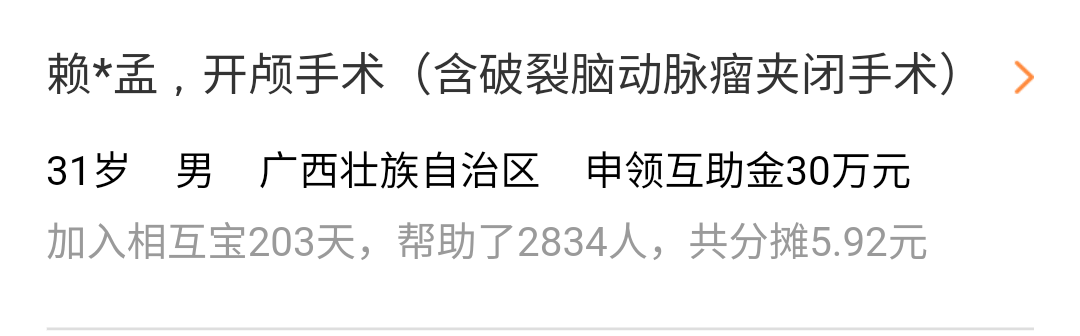 赖*孟，开颅手术（含破裂脑动脉瘤夹闭手术）
31岁 男 广西壮族自治区 申领互助金30万元
加入相互宝203天，帮助了2834人，共分摊5.92元